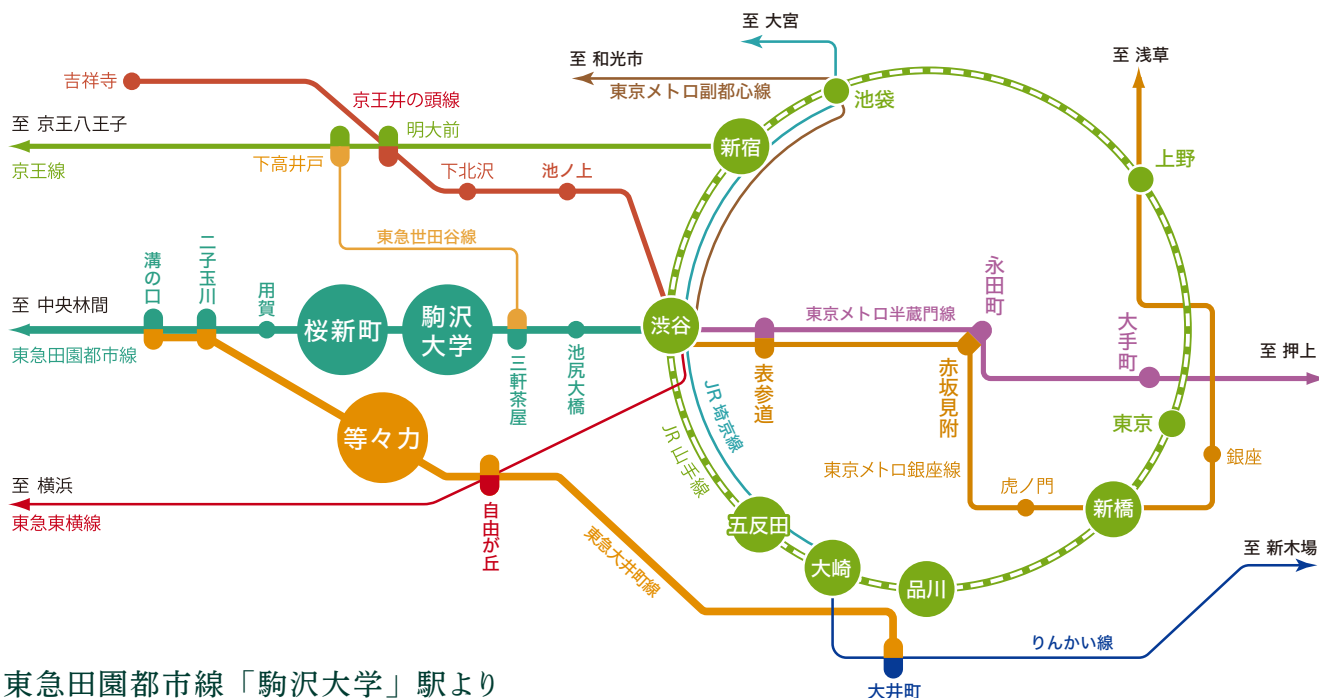 至 大宮
至 和光市
至 浅草
吉祥寺
京王井の頭線
東京メトロ副都心線
池袋
至 京王八王子
明大前
新宿
京王線
下高井戸
下北沢
池ノ上
上野
東急世田谷線
溝の口
二子玉川
用賀
永田町
至 中央林間
桜新町
駒沢
大学
渋谷
東京メトロ半蔵門線
大手町
東急田園都市線
三軒茶屋
池尻大橋
表参道
赤坂見附
至 押上
JR 埼京線
JR 山手線
東京
等々力
東京メトロ銀座線
銀座
至 横浜
虎ノ門
東急東横線
自由が丘
新橋
五反田
東急大井町線
大崎
品川
至 新木場
りんかい線
大井町
東急田園都市線「駒沢大学」駅より